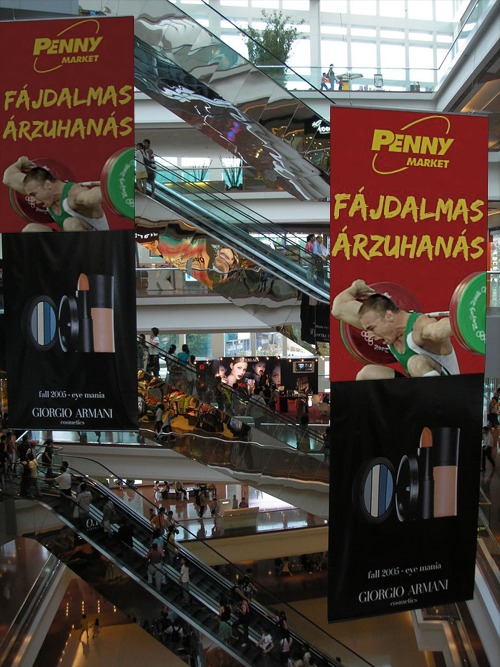 PENNY
MARKET
FÁJDALMAS
ÁRZUHANÁS
fall 2005 - eye mania
GIORGIO ARMANI
cosmetics
PENNY
MARKET
FÁJDALMAS
ÁRZUHANÁS
fall 2005 - eye mania
GIORGIO ARMANI
cosmetics